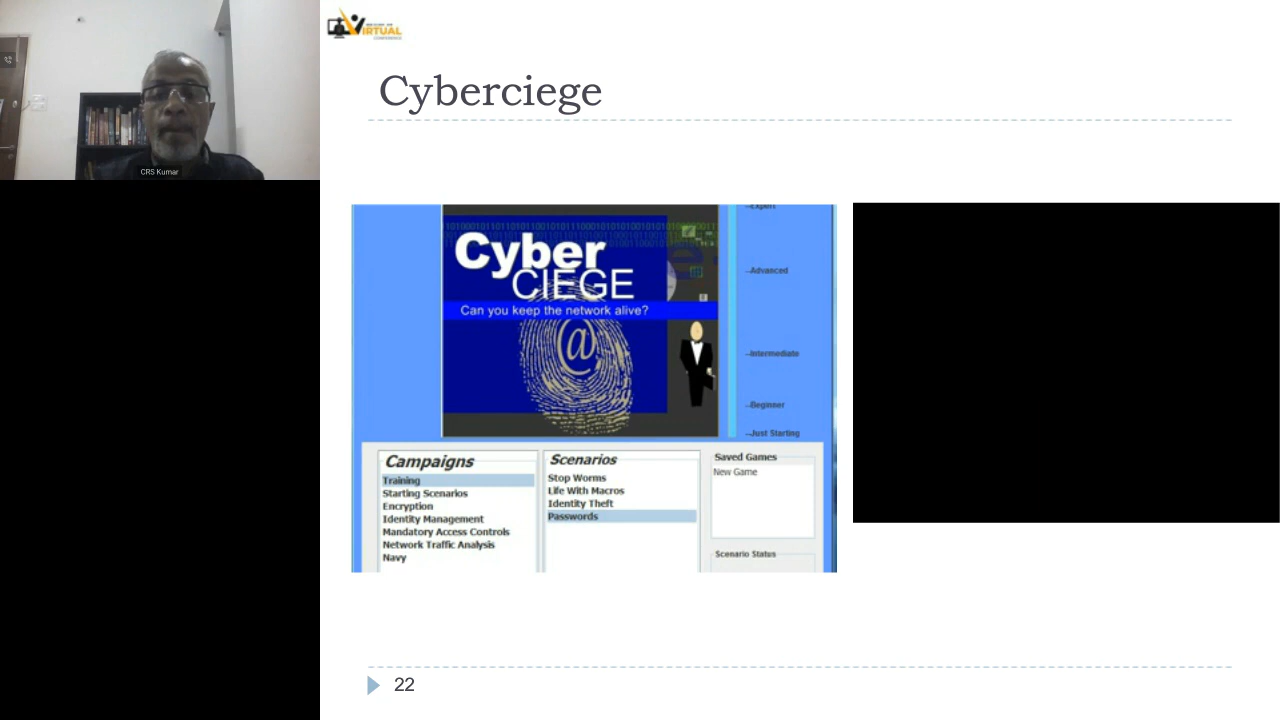 CRS Kumar
VIRTUAL
CONFERENCE
Cyberciege
Cyber
CIEGE
Can you keep the network alive?
@
Expert
Advanced
Intermediate
Beginner
Just Starting
Campaigns
Training
Starting Scenarios
Encryption
Identity Management
Mandatory Access Controls
Network Traffic Analysis
Navy
Scenarios
Stop Worms
Life With Macros
Identity Theft
Passwords
Saved Games
New Game
Scenario Status
22